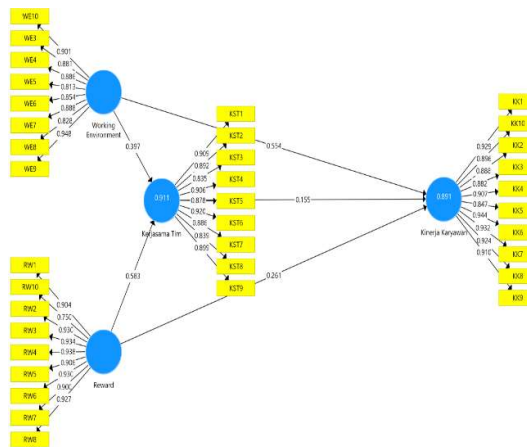 WE10
WE3
WE4
WE5
WE6
WE7
WE8
WE9
0.901
0.881
0.886
0.813
0.854
0.888
0.828
0.948
Working
Environment
0.397
0.554
KST1
KST2
KST3
KST4
KST5
KST6
KST7
KST8
KST9
0.909
0.892
0.835
0.906
0.878
0.920
0.886
0.839
0.899
0.911
Kerjasama Tim
0.155
KK1
KK10
KK2
KK3
KK4
KK5
KK6
KK7
KK8
KK9
0.929
0.896
0.888
0.882
0.907
0.847
0.944
0.932
0.924
0.910
0.891
Kinerja Karyawan
0.583
0.261
RW1
RW10
RW2
RW3
RW4
RW5
RW6
RW7
RW8
0.904
0.750
0.930
0.934
0.938
0.908
0.930
0.900
0.927
Reward